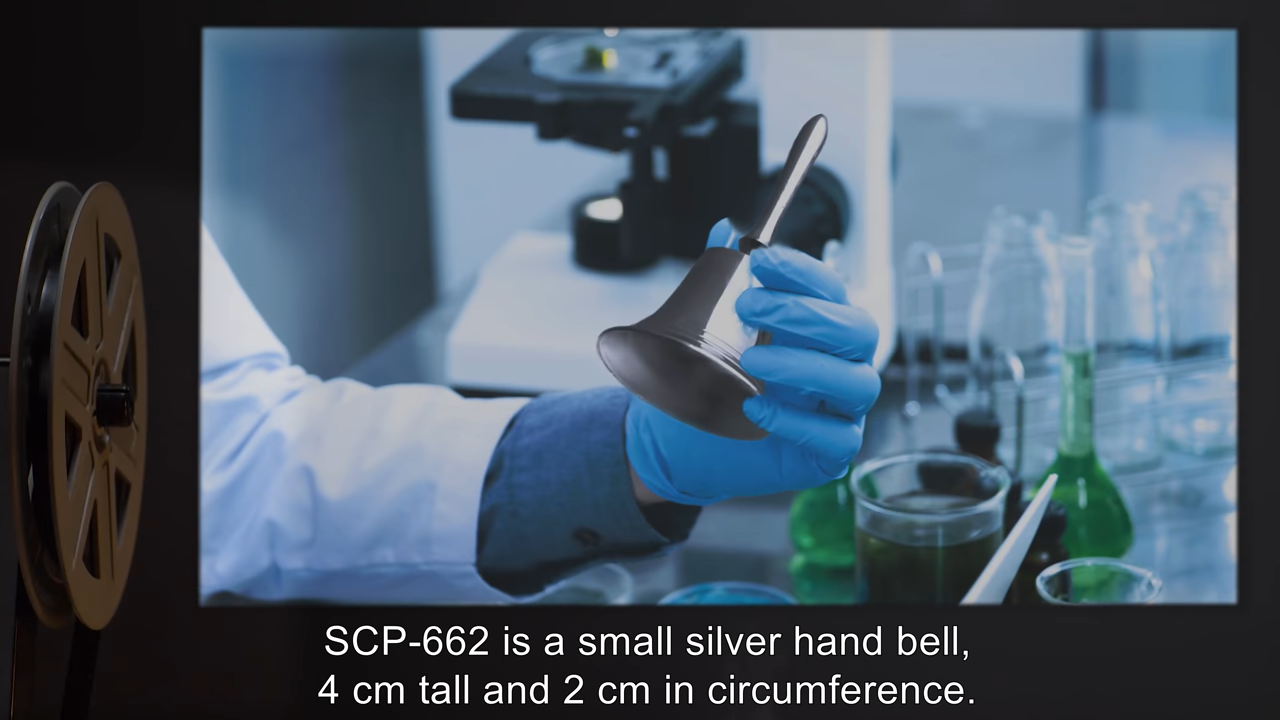 SCP-662 is a small silver hand bell,
4 cm tall and 2 cm in circumference.